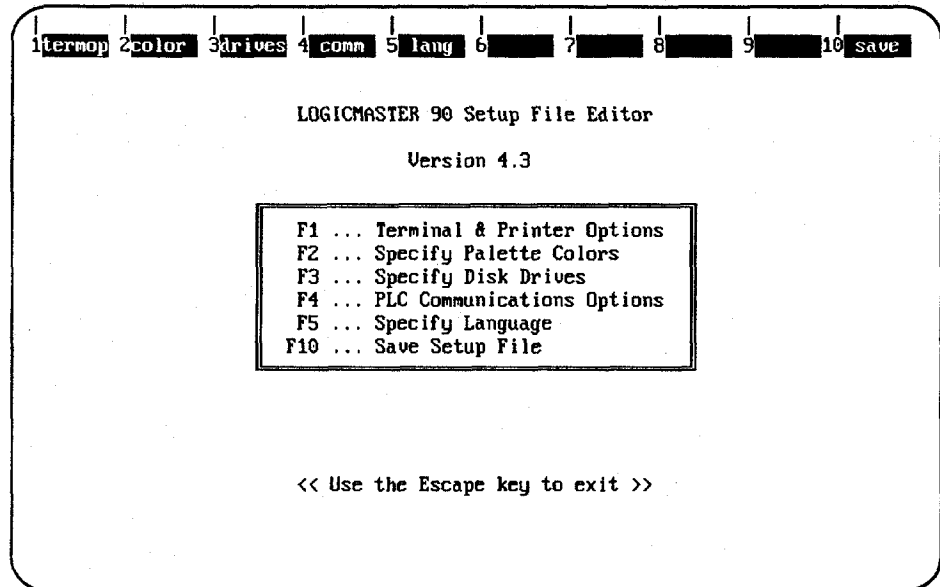 1termop 2color 3drives 4 comm 5 lang 6 7 8 9 10 save
LOGICMASTER 90 Setup File Editor
Version 4.3
F1 ... Terminal & Printer Options
F2 ... Specify Palette Colors
F3 ... Specify Disk Drives
F4 ... PLC Communications Options
F5 ... Specify Language
F10 ... Save Setup File
<< Use the Escape key to exit >>